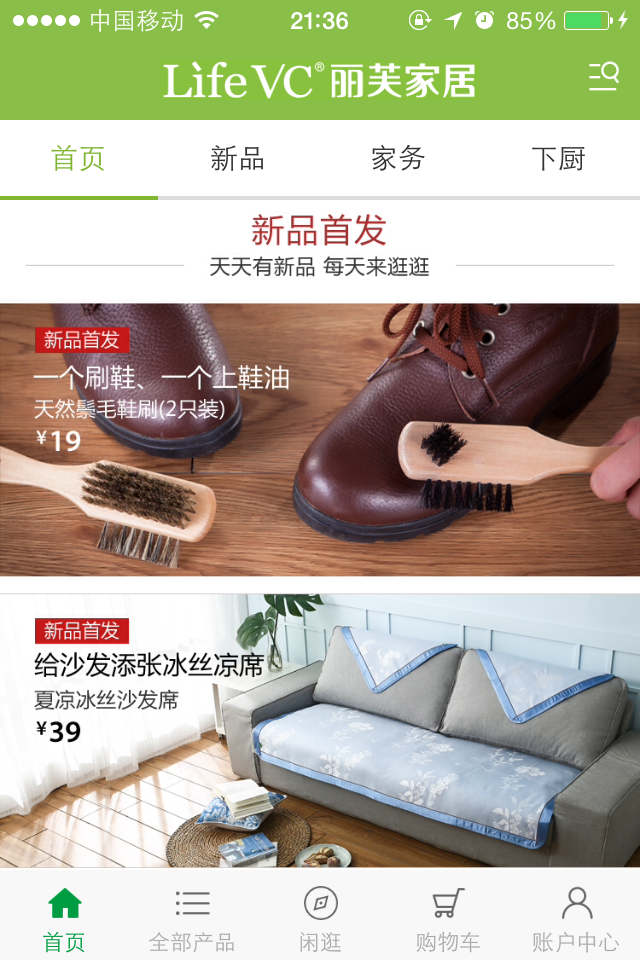 中国移动 21:36 85%
LifeVC® 丽芙家居
首页 新品 家务 下厨
新品首发
天天有新品 每天来逛逛
新品首发
一个刷鞋、一个上鞋油
天然鬃毛鞋刷(2只装)
¥19
新品首发
给沙发添张冰丝凉席
夏凉冰丝沙发席
¥39
首页 全部产品 闲逛 购物车 账户中心